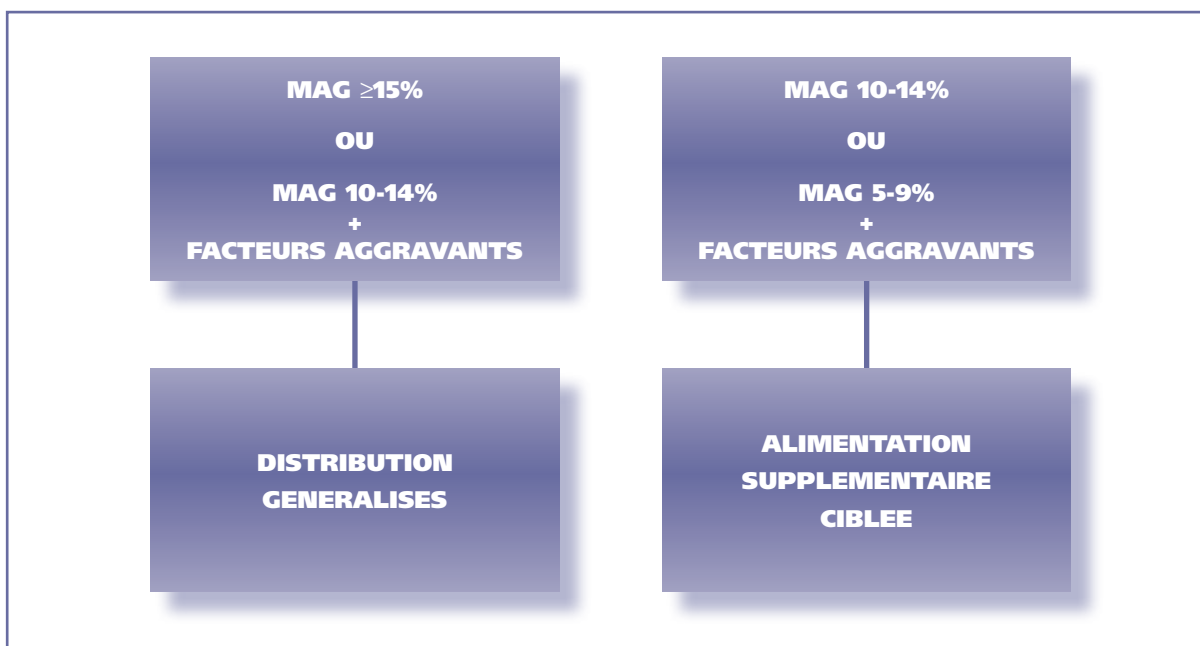 MAG ≥15%
OU
MAG 10-14%
+
FACTEURS AGGRAVANTS
MAG 10-14%
OU
MAG 5-9%
+
FACTEURS AGGRAVANTS
DISTRIBUTION
GENERALISES
ALIMENTATION
SUPPLEMENTAIRE
CIBLEE